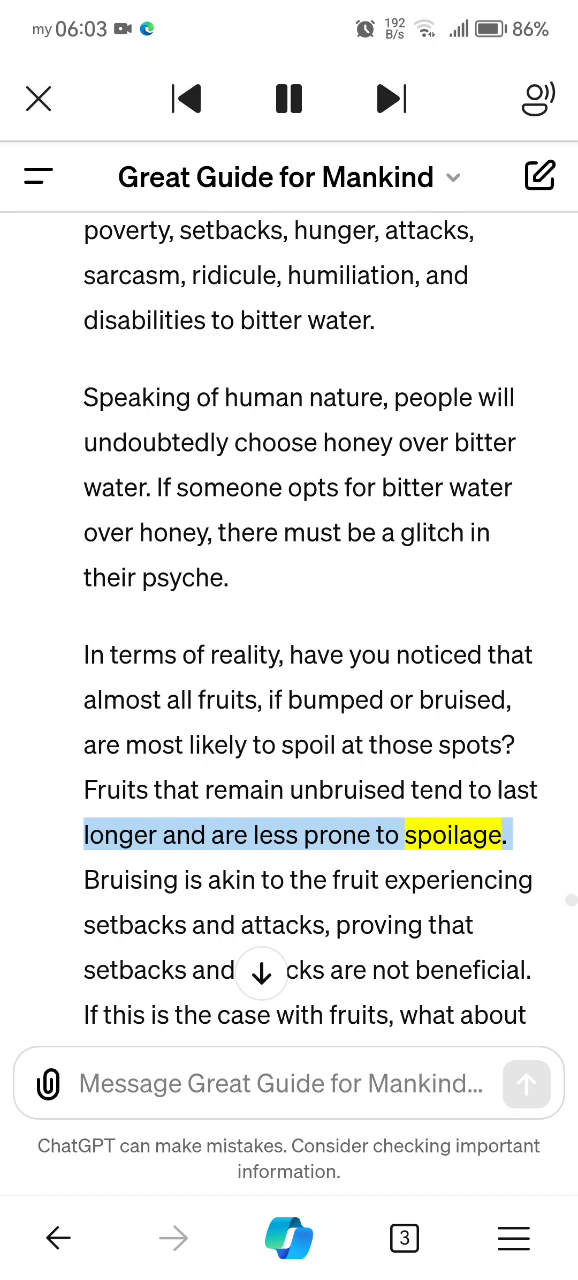 my 06:03
192 B/s
86%
Great Guide for Mankind
poverty, setbacks, hunger, attacks,
sarcasm, ridicule, humiliation, and
disabilities to bitter water.
Speaking of human nature, people will
undoubtedly choose honey over bitter
water. If someone opts for bitter water
over honey, there must be a glitch in
their psyche.
In terms of reality, have you noticed that
almost all fruits, if bumped or bruised,
are most likely to spoil at those spots?
Fruits that remain unbruised tend to last
longer and are less prone to spoilage.
Bruising is akin to the fruit experiencing
setbacks and attacks, proving that
setbacks and cks are not beneficial.
If this is the case with fruits, what about
Message Great Guide for Mankind...
ChatGPT can make mistakes. Consider checking important
information.
3